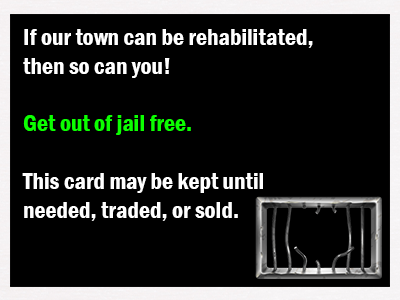 If our town can be rehabilitated,
then so can you!
Get out of jail free.
This card may be kept until
needed, traded, or sold.